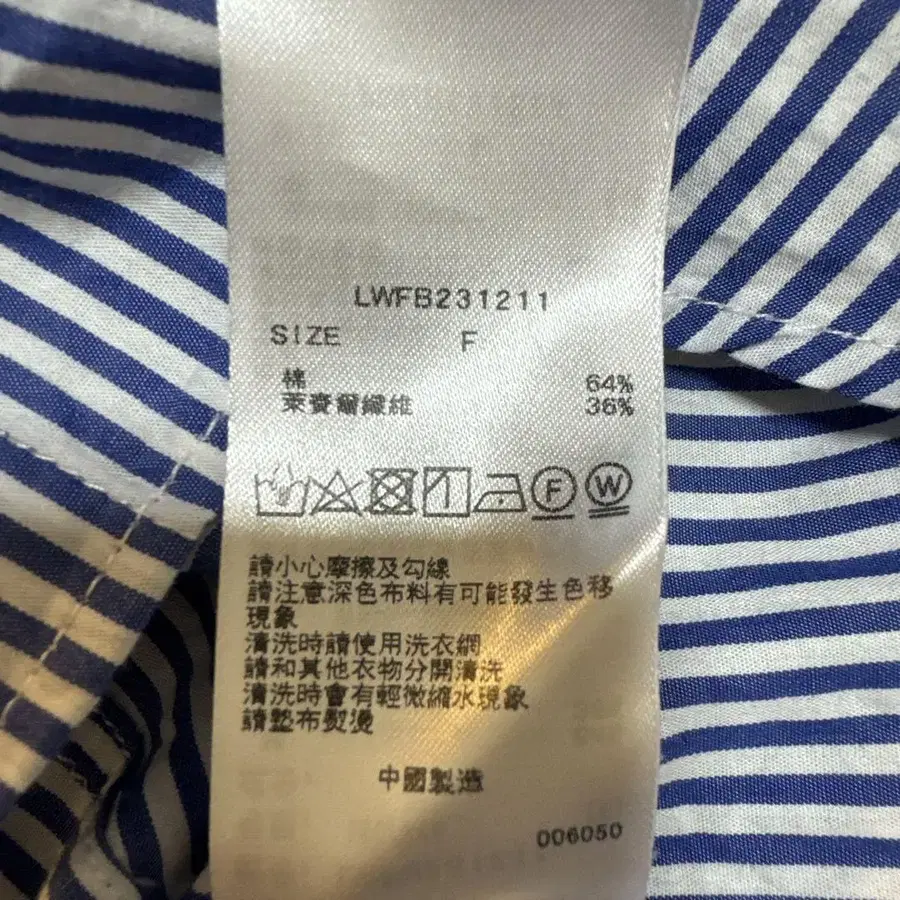 LWFB231211
SIZE F
棉 64%
萊賽爾纖維 36%
F W
請小心摩擦及勾線
請注意深色布料有可能發生色移
現象
清洗時請使用洗衣網
請和其他衣物分開清洗
清洗時會有輕微縮水現象
請墊布熨燙
中國製造
006050